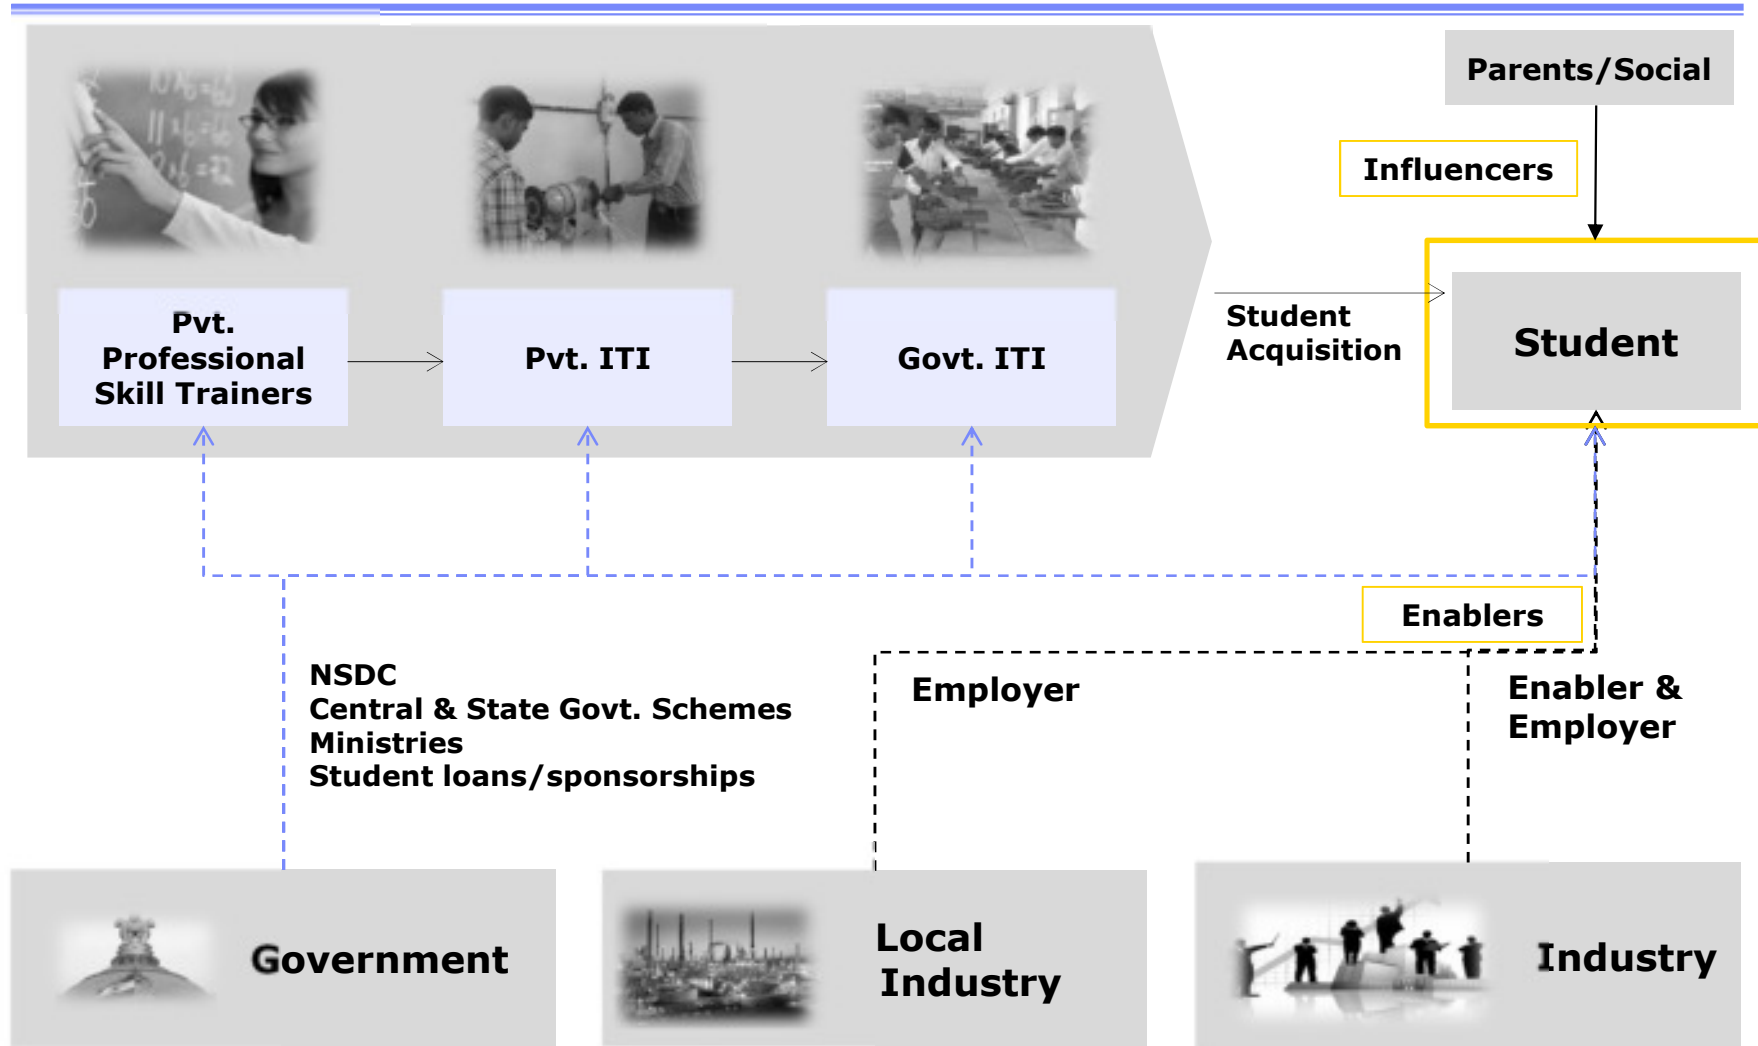 Parents/Social
Influencers
Pvt.
Professional
Skill Trainers
Pvt. ITI
Govt. ITI
Student
Acquisition
Student
Enablers
NSDC
Central & State Govt. Schemes
Ministries
Student loans/sponsorships
Employer
Enabler &
Employer
Government
Local
Industry
Industry